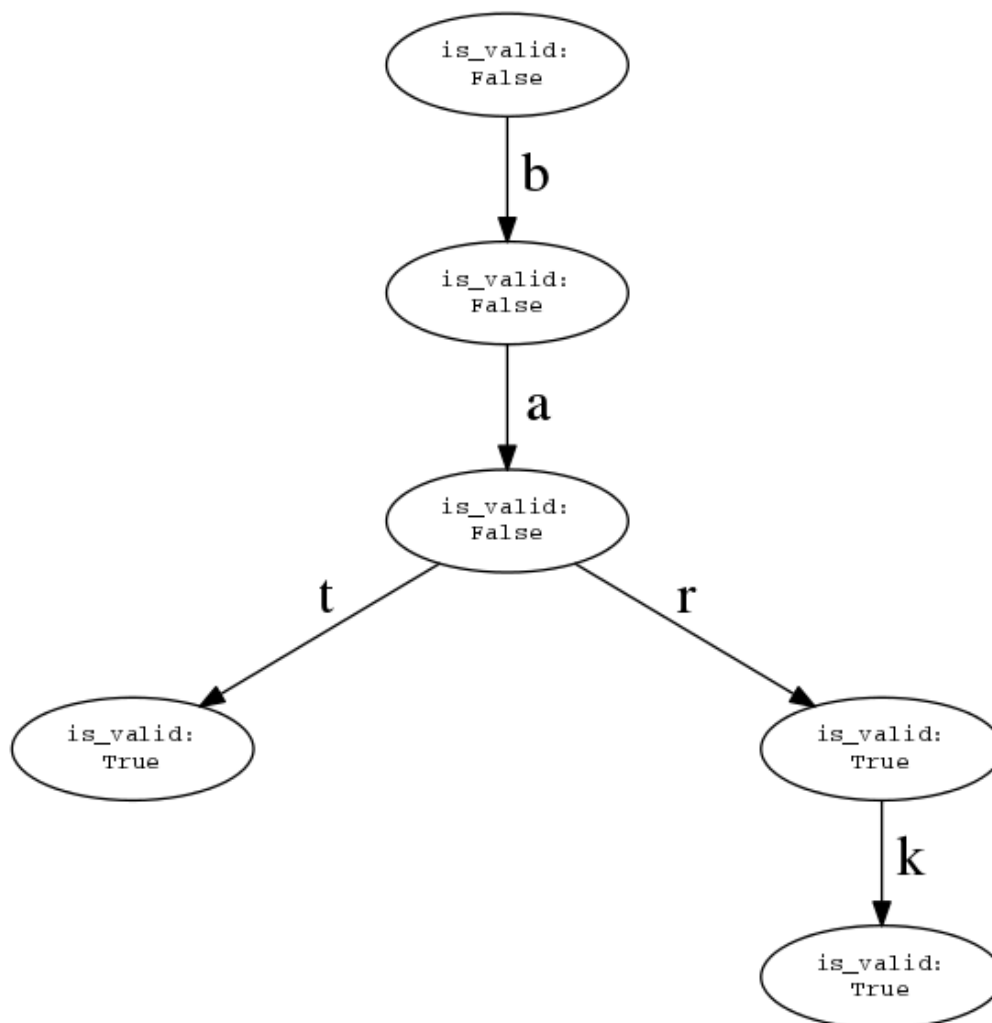 is_valid:
False
b
is_valid:
False
a
is_valid:
False
t
r
is_valid:
True
is_valid:
True
k
is_valid:
True